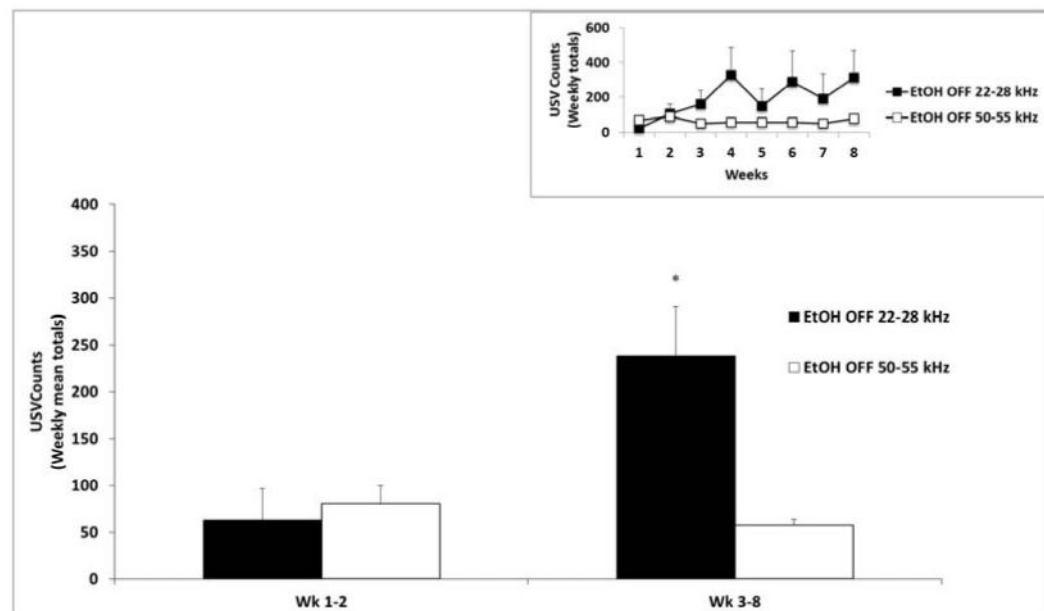 600
400
200
0
USV Counts
(Weekly totals)
1 2 3 4 5 6 7 8
Weeks
EtOH OFF 22-28 kHz
EtOH OFF 50-55 kHz
400
350
300
250
200
150
100
50
0
USVCounts
(Weekly mean totals)
*
EtOH OFF 22-28 kHz
EtOH OFF 50-55 kHz
Wk 1-2
Wk 3-8